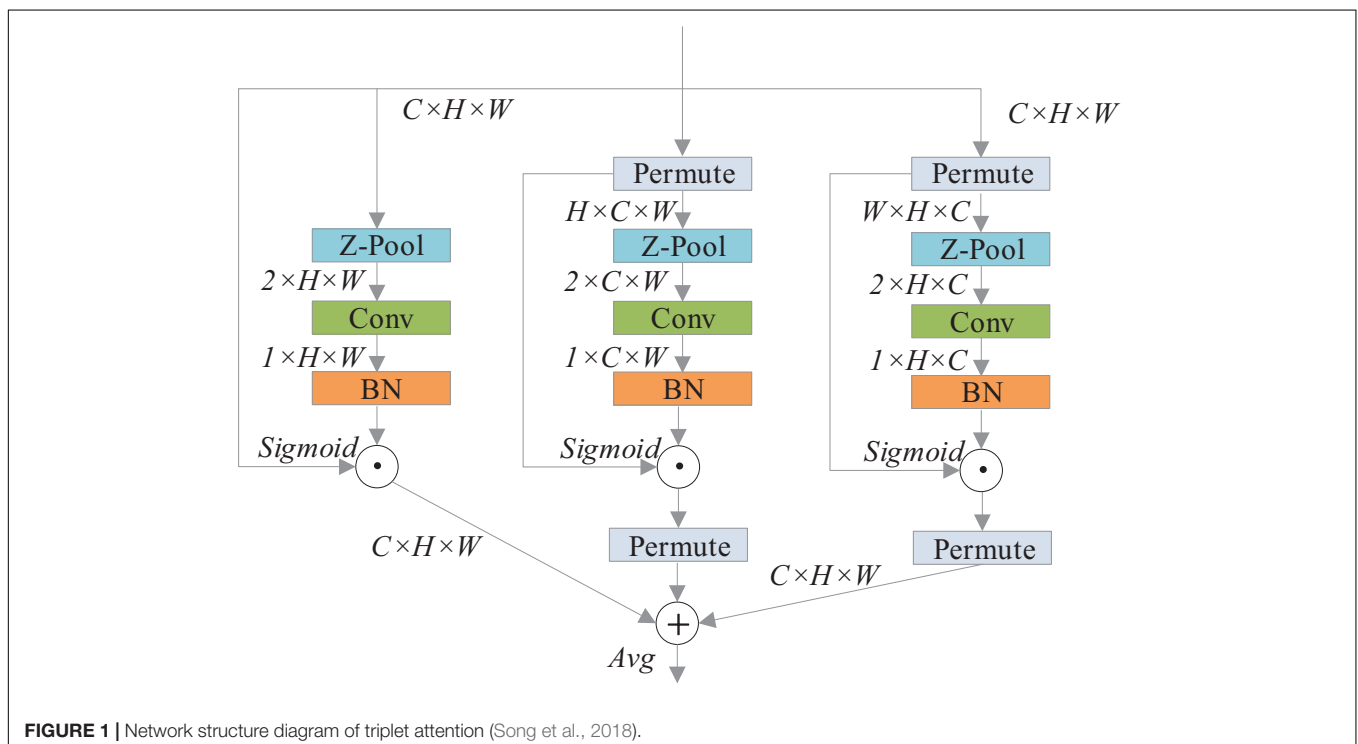 C×H×W
C×H×W
Permute
Permute
H×C×W
W×H×C
Z-Pool
Z-Pool
Z-Pool
2×H×W
2×C×W
2×H×C
Conv
Conv
Conv
1×H×W
1×C×W
1×H×C
BN
BN
BN
Sigmoid
Sigmoid
Sigmoid
Permute
Permute
C×H×W
C×H×W
Avg
FIGURE 1 | Network structure diagram of triplet attention (Song et al., 2018).